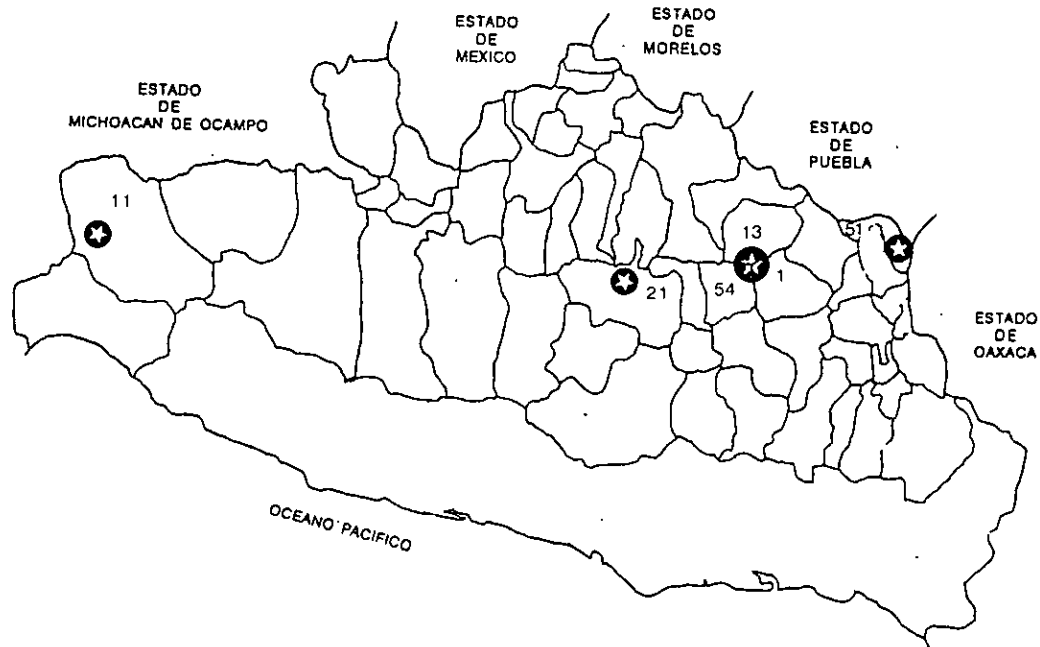 ESTADO
DE
MEXICO
ESTADO
DE
MORELOS
ESTADO
DE
MICHOACAN DE OCAMPO
ESTADO
DE
PUEBLA
11
13
21
54
1
ESTADO
DE
OAXACA
OCEANO PACIFICO